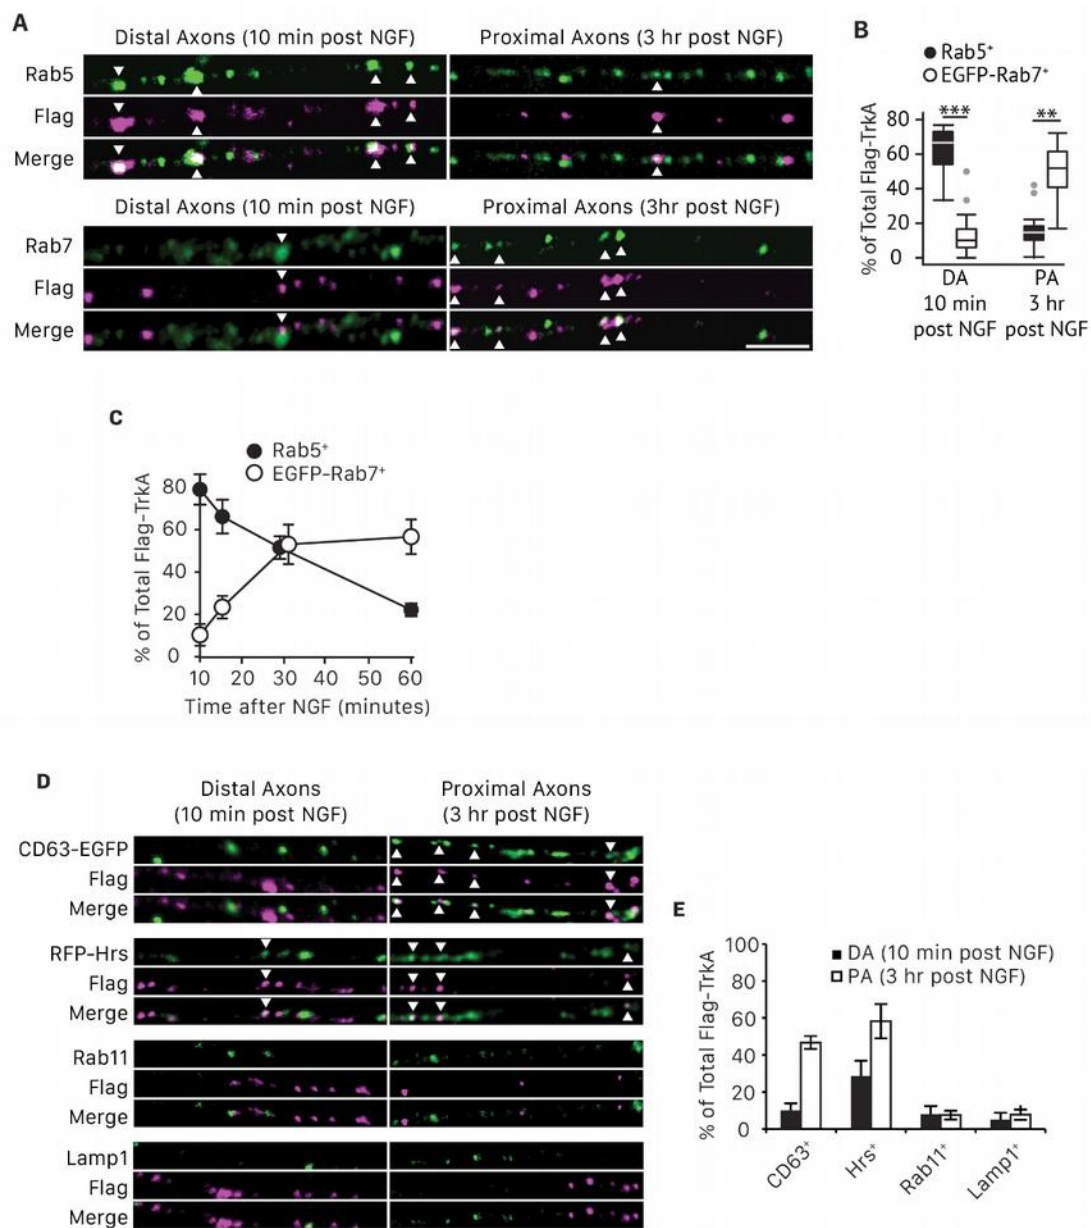 A
Distal Axons (10 min post NGF)
Proximal Axons (3 hr post NGF)
Rab5
Flag
Merge
Distal Axons (10 min post NGF)
Proximal Axons (3hr post NGF)
Rab7
Flag
Merge
B
Rab5⁺
EGFP-Rab7⁺
% of Total Flag-TrkA
80
60
40
20
0
***
**
DA
10 min
post NGF
PA
3 hr
post NGF
C
Rab5⁺
EGFP-Rab7⁺
% of Total Flag-TrkA
80
60
40
20
0
10 20 30 40 50 60
Time after NGF (minutes)
D
Distal Axons
(10 min post NGF)
Proximal Axons
(3 hr post NGF)
CD63-EGFP
Flag
Merge
RFP-Hrs
Flag
Merge
Rab11
Flag
Merge
Lamp1
Flag
Merge
E
DA (10 min post NGF)
PA (3 hr post NGF)
% of Total Flag-TrkA
100
80
60
40
20
0
CD63⁺
Hrs⁺
Rab11⁺
Lamp1⁺